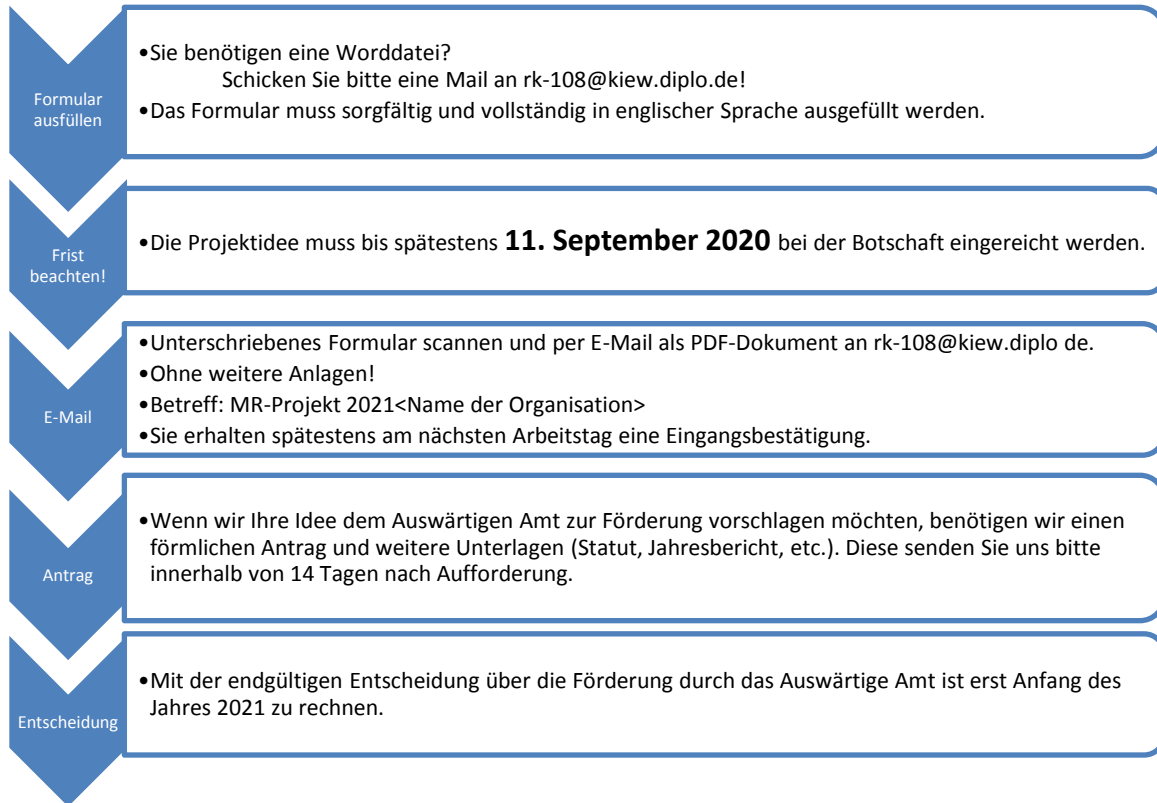 Formular
ausfüllen
•Sie benötigen eine Worddatei?
Schicken Sie bitte eine Mail an rk-108@kiew.diplo.de!
•Das Formular muss sorgfältig und vollständig in englischer Sprache ausgefüllt werden.
Frist
beachten!
•Die Projektidee muss bis spätestens 11. September 2020 bei der Botschaft eingereicht werden.
E-Mail
•Unterschriebenes Formular scannen und per E-Mail als PDF-Dokument an rk-108@kiew.diplo de.
•Ohne weitere Anlagen!
•Betreff: MR-Projekt 2021<Name der Organisation>
•Sie erhalten spätestens am nächsten Arbeitstag eine Eingangsbestätigung.
Antrag
•Wenn wir Ihre Idee dem Auswärtigen Amt zur Förderung vorschlagen möchten, benötigen wir einen
förmlichen Antrag und weitere Unterlagen (Statut, Jahresbericht, etc.). Diese senden Sie uns bitte
innerhalb von 14 Tagen nach Aufforderung.
Entscheidung
•Mit der endgültigen Entscheidung über die Förderung durch das Auswärtige Amt ist erst Anfang des
Jahres 2021 zu rechnen.